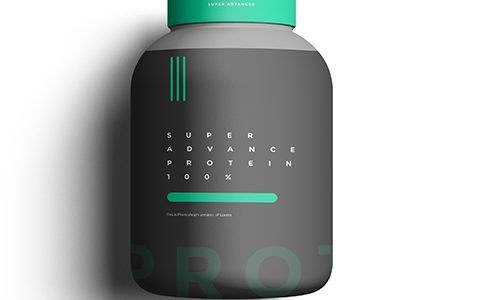 SUPER ADVANCED
SUPER
ADVANCE
PROTEIN
100%
PROT